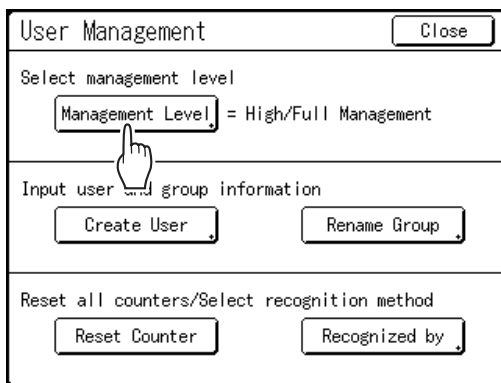 User Management Close
Select management level
Management Level = High/Full Management
Input user and group information
Create User Rename Group
Reset all counters/Select recognition method
Reset Counter Recognized by